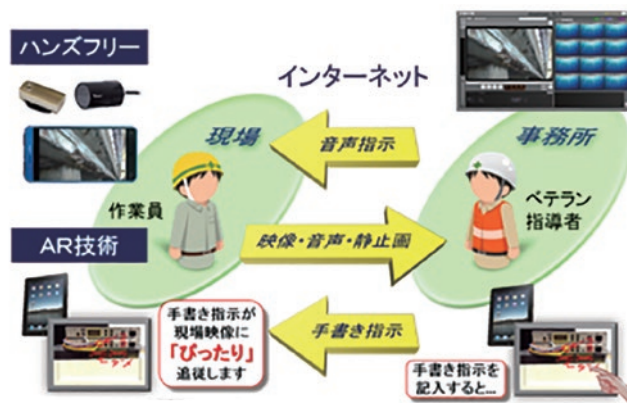 ハンズフリー
インターネット
現場
事務所
音声指示
作業員
ベテラン
指導者
映像・音声・静止画
AR技術
手書き指示が
現場映像に
「ぴったり」
追従します
手書き指示
手書き指示を
記入すると…